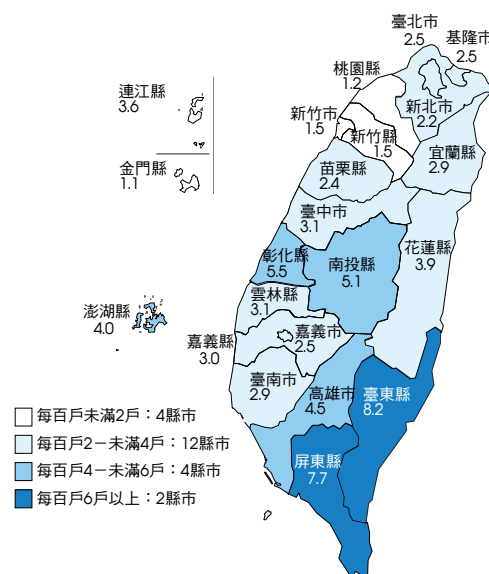 臺北市
2.5
基隆市
2.5
桃園縣
1.2
連江縣
3.6
新竹市
1.5
新竹縣
1.5
新北市
2.2
宜蘭縣
2.9
金門縣
1.1
苗栗縣
2.4
臺中市
3.1
花蓮縣
3.9
彰化縣
5.5
南投縣
5.1
雲林縣
3.1
澎湖縣
4.0
嘉義市
2.5
嘉義縣
3.0
臺南市
2.9
高雄市
4.5
臺東縣
8.2
屏東縣
7.7
每百戶未滿2戶：4縣市
每百戶2－未滿4戶：12縣市
每百戶4－未滿6戶：4縣市
每百戶6戶以上：2縣市